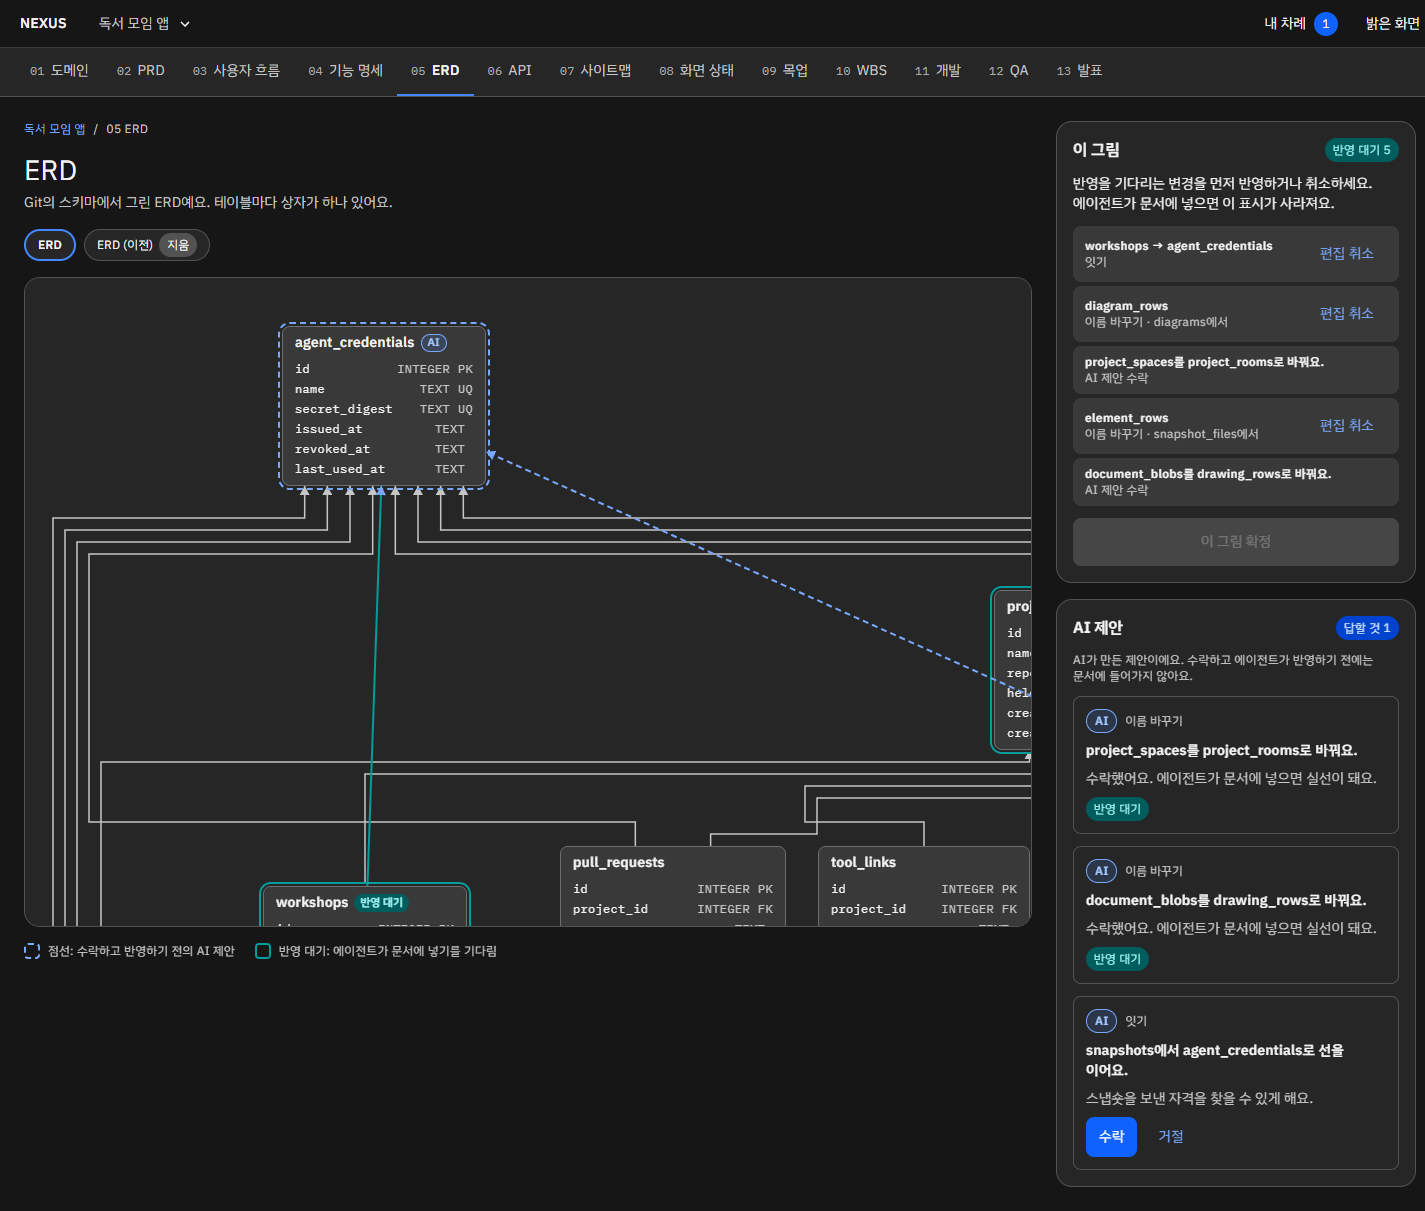 NEXUS
독서 모임 앱
내 차례 1
밝은 화면
01 도메인
02 PRD
03 사용자 흐름
04 기능 명세
05 ERD
06 API
07 사이트맵
08 화면 상태
09 목업
10 WBS
11 개발
12 QA
13 발표
독서 모임 앱 / 05 ERD
ERD
Git의 스키마에서 그린 ERD예요. 테이블마다 상자가 하나 있어요.
ERD
ERD (이전) 지움
agent_credentials AI
id INTEGER PK
name TEXT UQ
secret_digest TEXT UQ
issued_at TEXT
revoked_at TEXT
last_used_at TEXT
id
workshops 반영 대기
pull_requests
id INTEGER PK
project_id INTEGER FK
tool_links
id INTEGER PK
project_id INTEGER FK
점선: 수락하고 반영하기 전의 AI 제안
반영 대기: 에이전트가 문서에 넣기를 기다림
이 그림
반영 대기 5
반영을 기다리는 변경을 먼저 반영하거나 취소하세요.
에이전트가 문서에 넣으면 이 표시가 사라져요.
workshops → agent_credentials
잇기
편집 취소
diagram_rows
이름 바꾸기 · diagrams에서
편집 취소
project_spaces를 project_rooms로 바꿔요.
AI 제안 수락
element_rows
이름 바꾸기 · snapshot_files에서
편집 취소
document_blobs를 drawing_rows로 바꿔요.
AI 제안 수락
이 그림 확정
AI 제안
답할 것 1
AI가 만든 제안이에요. 수락하고 에이전트가 반영하기 전에는
문서에 들어가지 않아요.
AI 이름 바꾸기
project_spaces를 project_rooms로 바꿔요.
수락했어요. 에이전트가 문서에 넣으면 실선이 돼요.
반영 대기
AI 이름 바꾸기
document_blobs를 drawing_rows로 바꿔요.
수락했어요. 에이전트가 문서에 넣으면 실선이 돼요.
반영 대기
AI 잇기
snapshots에서 agent_credentials로 선을
이어요.
스냅숏을 보낸 자격을 찾을 수 있게 해요.
수락
거절